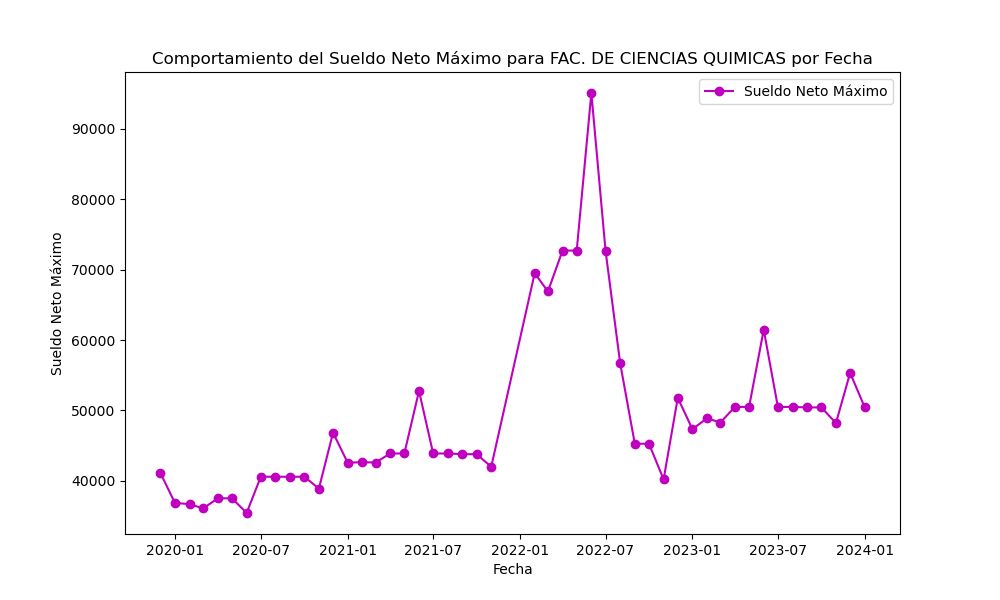 Comportamiento del Sueldo Neto Máximo para FAC. DE CIENCIAS QUIMICAS por Fecha
Sueldo Neto Máximo
90000
80000
70000
60000
50000
40000
Sueldo Neto Máximo
2020-01 2020-07 2021-01 2021-07 2022-01 2022-07 2023-01 2023-07 2024-01
Fecha